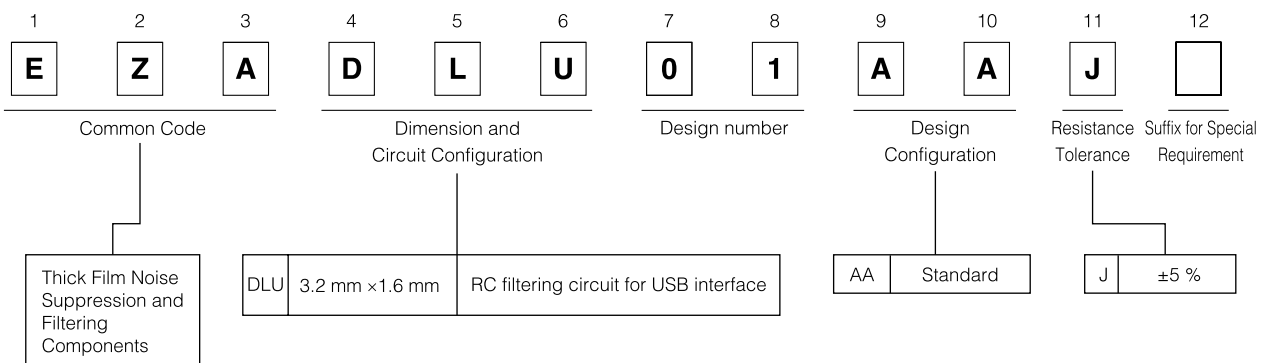 1 2 3 4 5 6 7 8 9 10 11 12
E Z A D L U 0 1 A A J
Common Code
Dimension and
Circuit Configuration
Design number
Design
Configuration
Resistance
Tolerance
Suffix for Special
Requirement
Thick Film Noise
Suppression and
Filtering
Components
DLU 3.2 mm ×1.6 mm RC filtering circuit for USB interface
AA Standard
J ±5 %